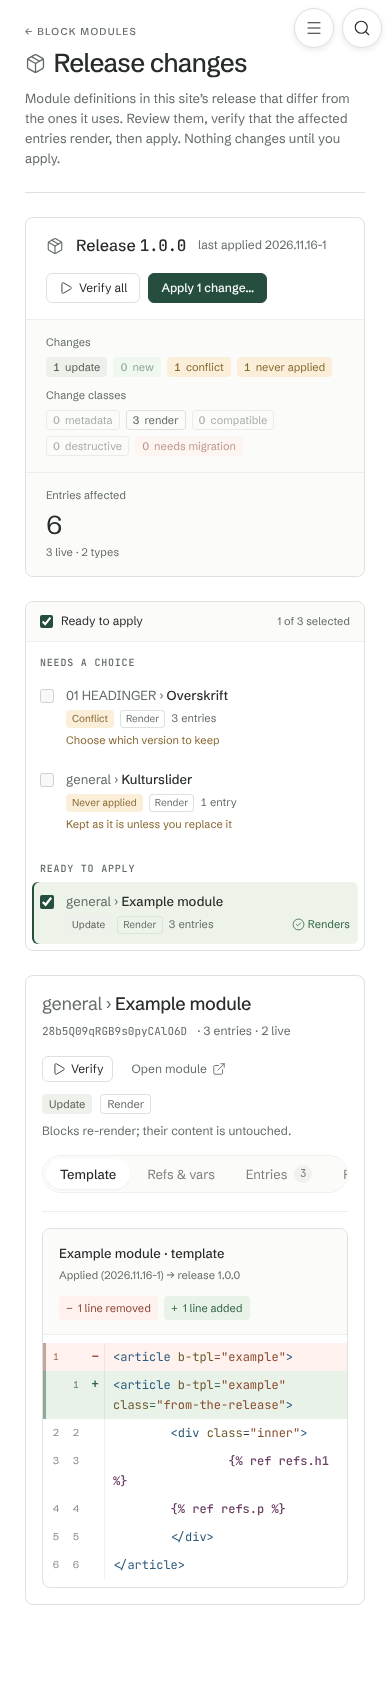 ← BLOCK MODULES
Release changes
Module definitions in this site's release that differ from
the ones it uses. Review them, verify that the affected
entries render, then apply. Nothing changes until you
apply.
Release 1.0.0 last applied 2026.11.16-1
Verify all Apply 1 change…
Changes
1 update 0 new 1 conflict 1 never applied
Change classes
0 metadata 3 render 0 compatible
0 destructive 0 needs migration
Entries affected
6
3 live · 2 types
Ready to apply 1 of 3 selected
NEEDS A CHOICE
01 HEADINGER › Overskrift
Conflict Render 3 entries
Choose which version to keep
general › Kulturslider
Never applied Render 1 entry
Kept as it is unless you replace it
READY TO APPLY
general › Example module
Update Render 3 entries Renders
general › Example module
28b5Q09qRGB9s0pyCAlO6D · 3 entries · 2 live
Verify Open module
Update Render
Blocks re-render; their content is untouched.
Template Refs & vars Entries 3
Example module · template
Applied (2026.11.16-1) → release 1.0.0
− 1 line removed + 1 line added
1 − <article b-tpl="example">
1 + <article b-tpl="example"
class="from-the-release">
2 2 <div class="inner">
3 3 {% ref refs.h1
%}
4 4 {% ref refs.p %}
5 5 </div>
6 6 </article>